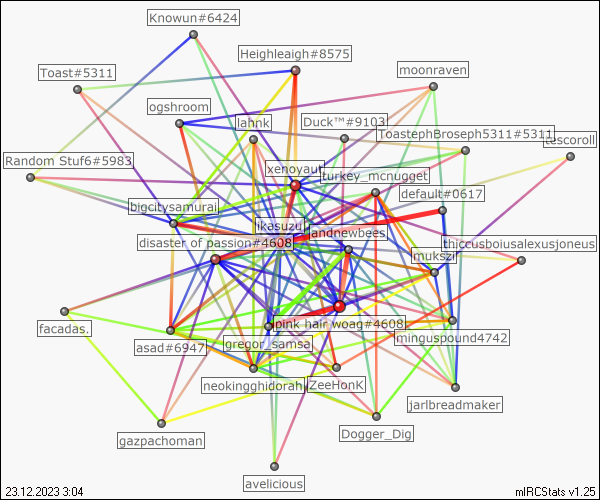 Knowun#6424
Heighleaigh#8575
Toast#5311
moonraven
ogshroom
lahnk
Duck™#9103
ToastephBroseph5311#5311
tescoroll
Random Stuf6#5983
xenoyaut
turkey_mcnugget
default#0617
bigcitysamurai
ikasuzu
landnewbees
disaster of passion#4608
thiccusboiusalexusjoneus
mukszi
facadas.
pink hair woag#4608
asad#6947
gregor_samsa
minguspound4742
neokingghidorah
ZeeHonK
jarlbreadmaker
gazpachoman
Dogger_Dig
avelicious
23.12.2023 3:04
mIRCStats v1.25